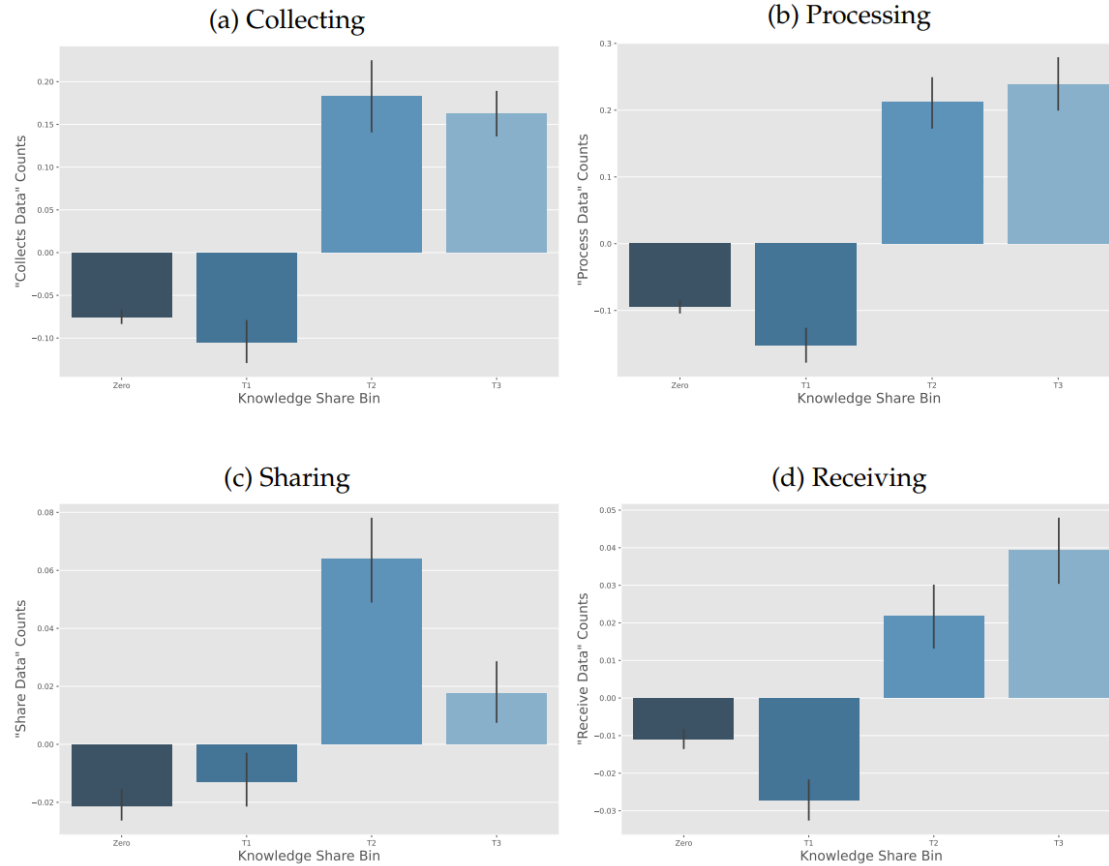 (a) Collecting
"Collects Data" Counts
0.20
0.15
0.10
0.05
0.00
−0.05
−0.10
Zero T1 T2 T3
Knowledge Share Bin
(b) Processing
"Process Data" Counts
0.3
0.2
0.1
0.0
−0.1
Zero T1 T2 T3
Knowledge Share Bin
(c) Sharing
"Share Data" Counts
0.08
0.06
0.04
0.02
0.00
−0.02
Zero T1 T2 T3
Knowledge Share Bin
(d) Receiving
"Receive Data" Counts
0.05
0.04
0.03
0.02
0.01
0.00
−0.01
−0.02
−0.03
Zero T1 T2 T3
Knowledge Share Bin